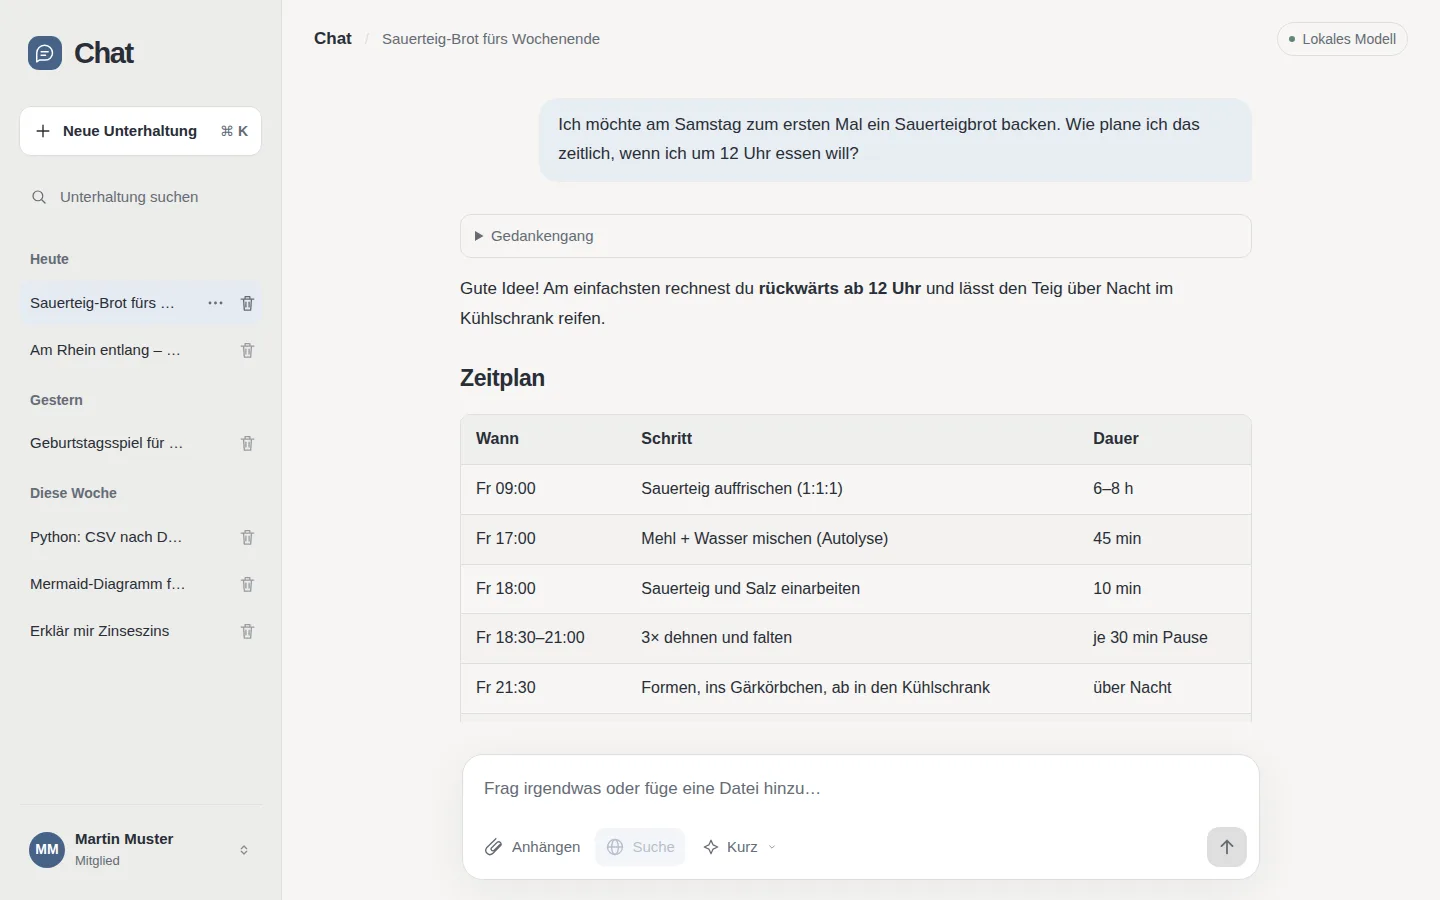 Chat
Neue Unterhaltung ⌘ K
Unterhaltung suchen
Heute
Sauerteig-Brot fürs …
Am Rhein entlang – …
Gestern
Geburtstagsspiel für …
Diese Woche
Python: CSV nach D…
Mermaid-Diagramm f…
Erklär mir Zinseszins
MM
Martin Muster
Mitglied
Chat / Sauerteig-Brot fürs Wochenende
Lokales Modell
Ich möchte am Samstag zum ersten Mal ein Sauerteigbrot backen. Wie plane ich das
zeitlich, wenn ich um 12 Uhr essen will?
Gedankengang
Gute Idee! Am einfachsten rechnest du rückwärts ab 12 Uhr und lässt den Teig über Nacht im
Kühlschrank reifen.
Zeitplan
Wann Schritt Dauer
Fr 09:00 Sauerteig auffrischen (1:1:1) 6–8 h
Fr 17:00 Mehl + Wasser mischen (Autolyse) 45 min
Fr 18:00 Sauerteig und Salz einarbeiten 10 min
Fr 18:30–21:00 3× dehnen und falten je 30 min Pause
Fr 21:30 Formen, ins Gärkörbchen, ab in den Kühlschrank über Nacht
Frag irgendwas oder füge eine Datei hinzu…
Anhängen Suche Kurz